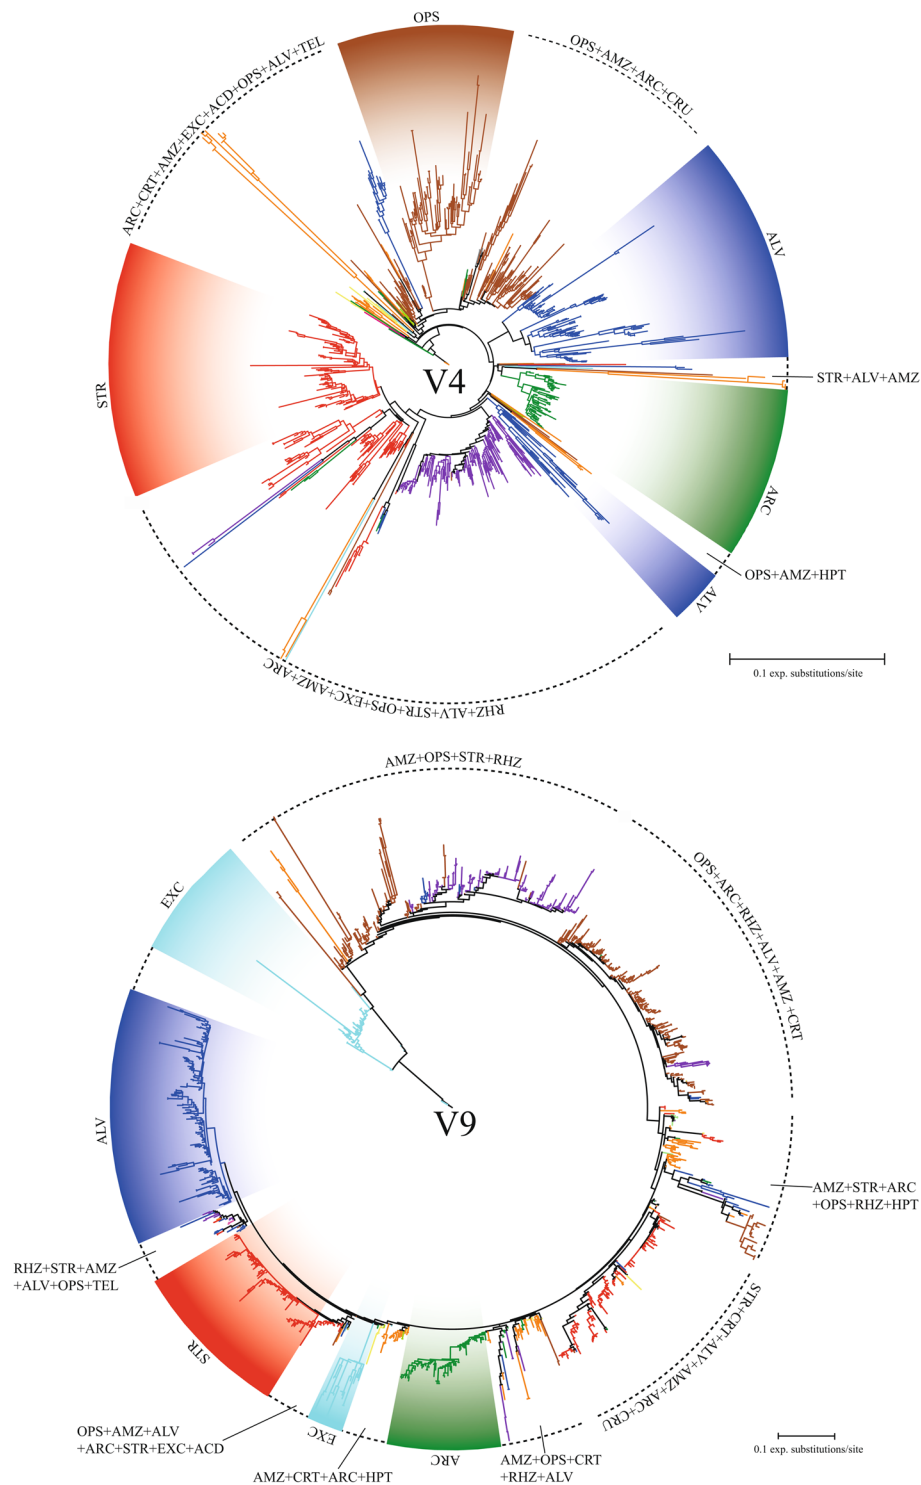 OPS
OPS+AMZ+ARC+CRU
ARC+CRT+AMZ+EXC+ACD+OPS+ALV+TEL
ALV
STR
V4
STR+ALV+AMZ
ARC
OPS+AMZ+HPT
ALV
RHZ+ALV+STR+OPS+EXC+AMZ+ARC
0.1 exp. substitutions/site
AMZ+OPS+STR+RHZ
OPS+ARC+RHZ+ALV+AMZ +CRT
EXC
ALV
V9
AMZ+STR+ARC
+OPS+RHZ+HPT
RHZ+STR+AMZ
+ALV+OPS+TEL
STR
STR+CRT+ALV+AMZ+ARC+CRU
OPS+AMZ+ALV
+ARC+STR+EXC+ACD
EXC
AMZ+CRT+ARC+HPT
ARC
AMZ+OPS+CRT
+RHZ+ALV
0.1 exp. substitutions/site